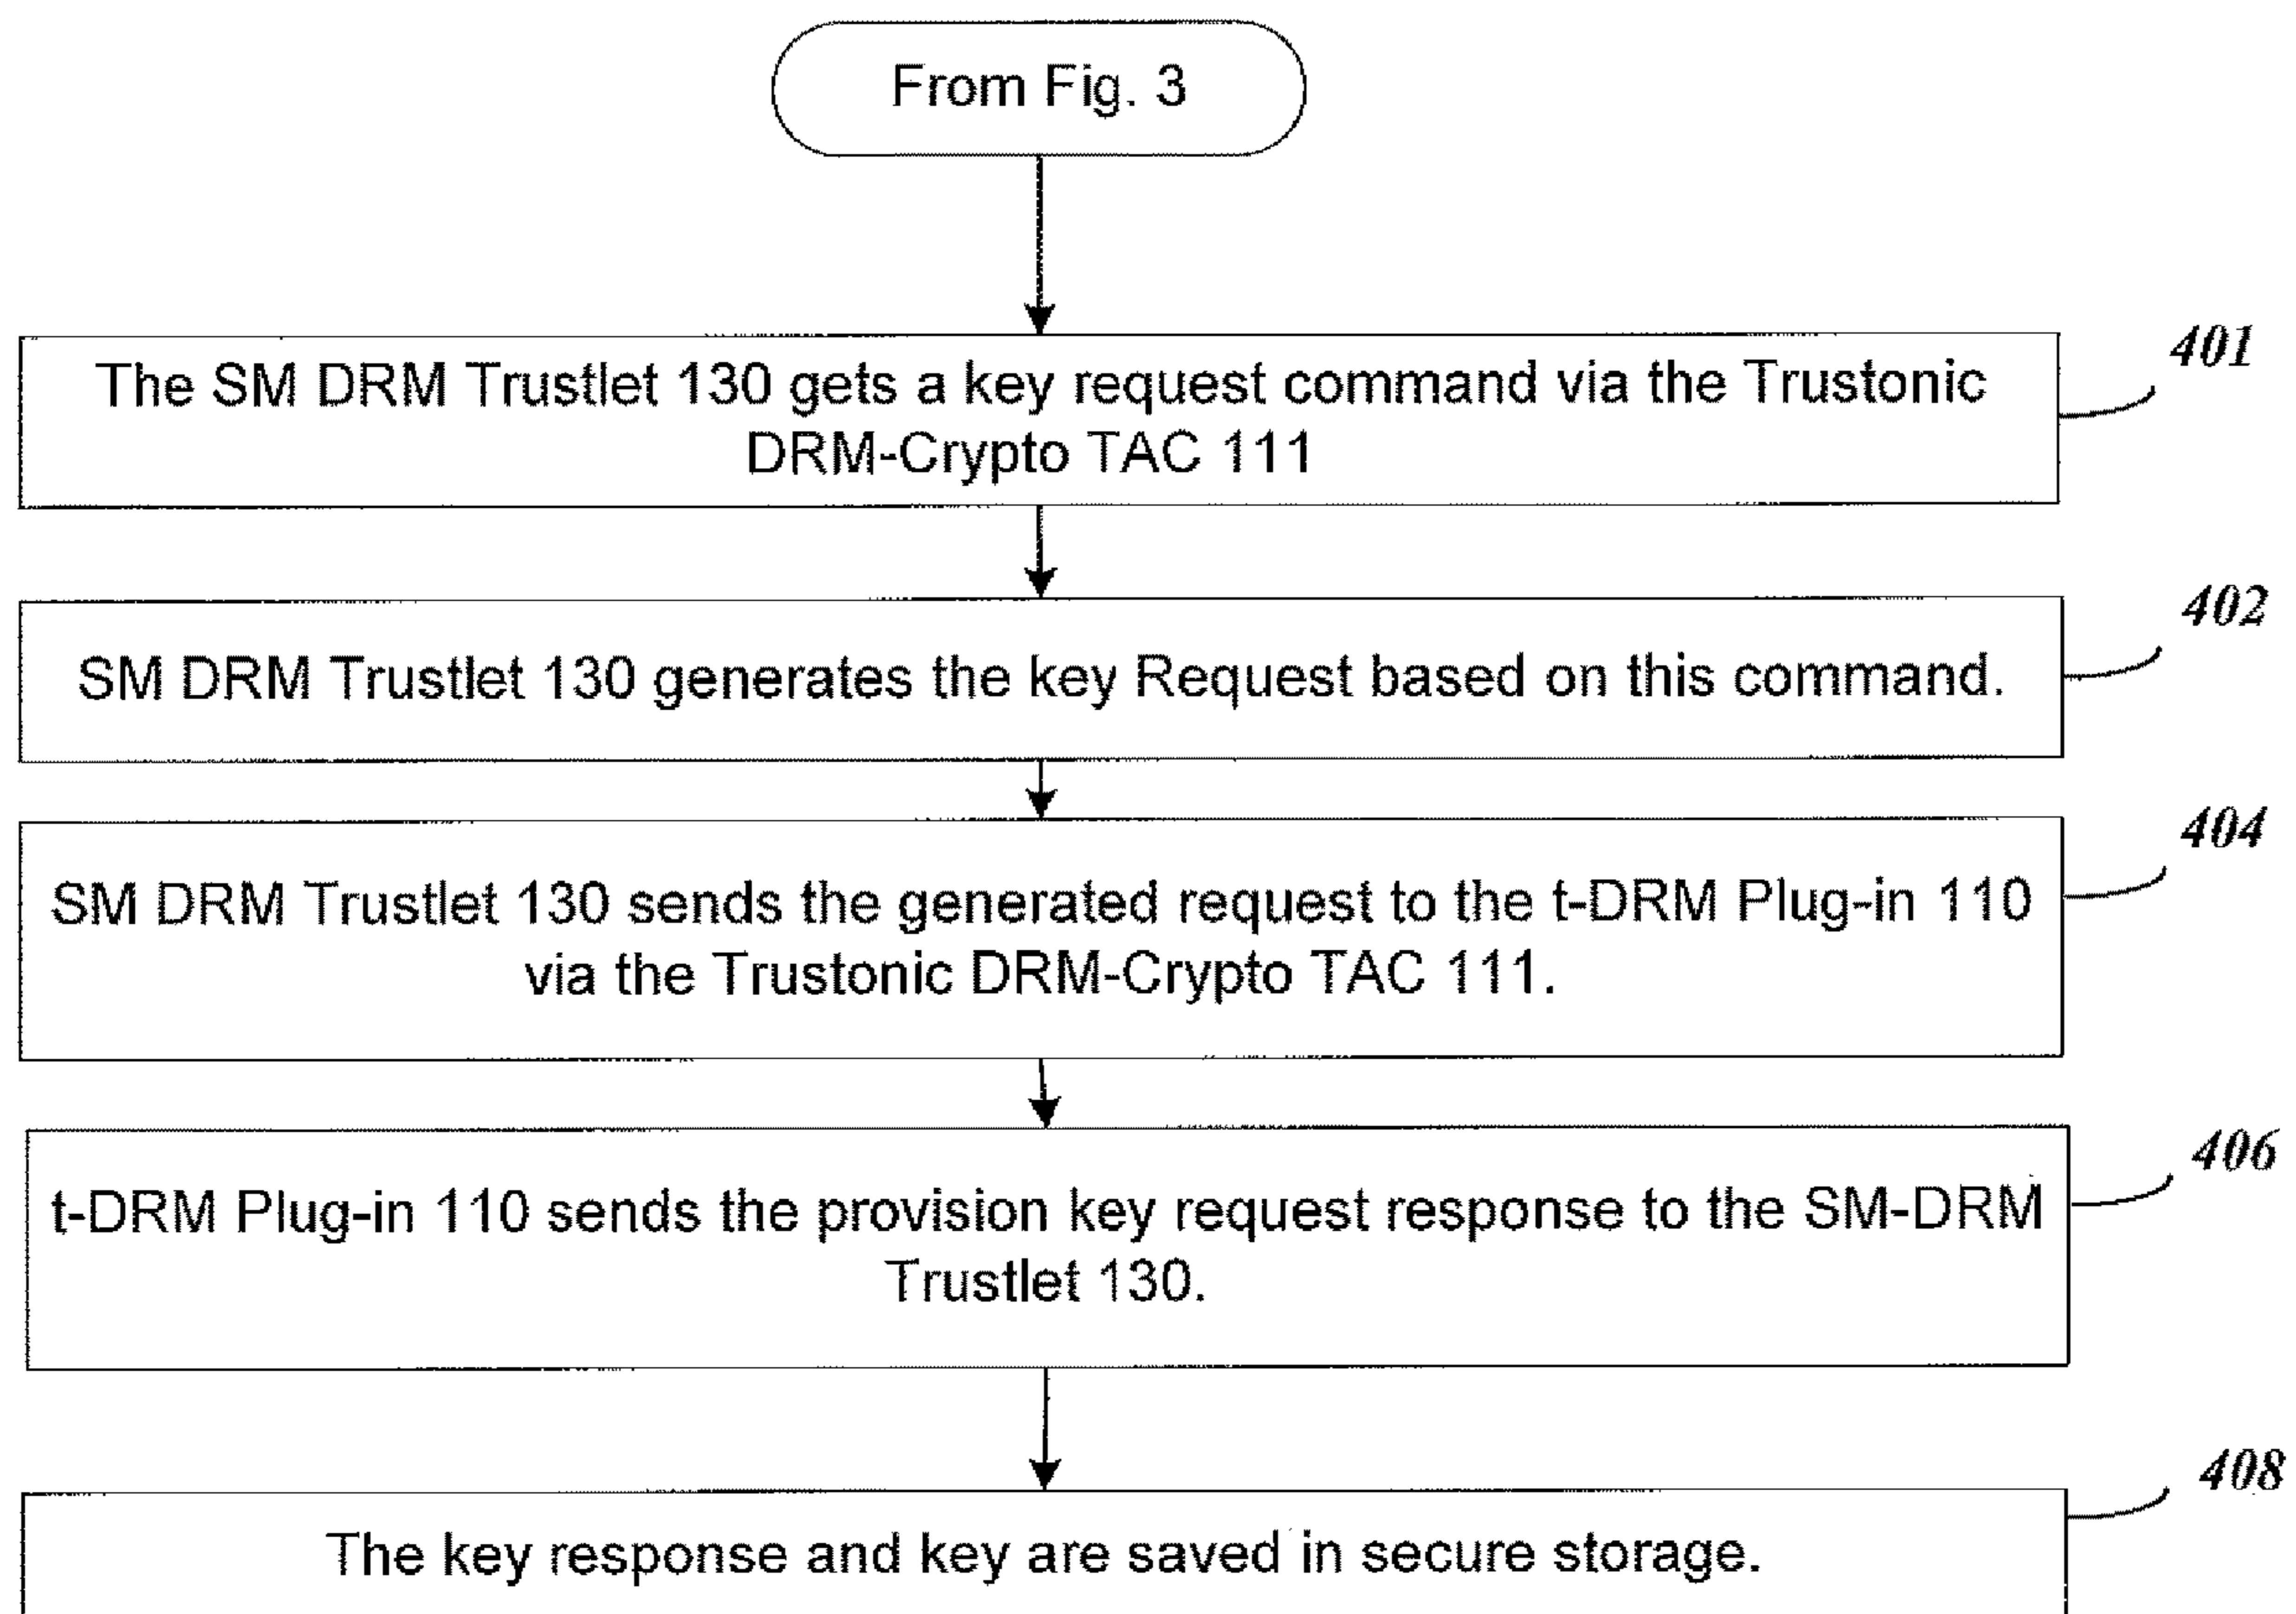 From Fig. 3
401
The SM DRM Trustlet 130 gets a key request command via the Trustonic
DRM-Crypto TAC 111
402
SM DRM Trustlet 130 generates the key Request based on this command.
404
SM DRM Trustlet 130 sends the generated request to the t-DRM Plug-in 110
via the Trustonic DRM-Crypto TAC 111.
406
t-DRM Plug-in 110 sends the provision key request response to the SM-DRM
Trustlet 130.
408
The key response and key are saved in secure storage.